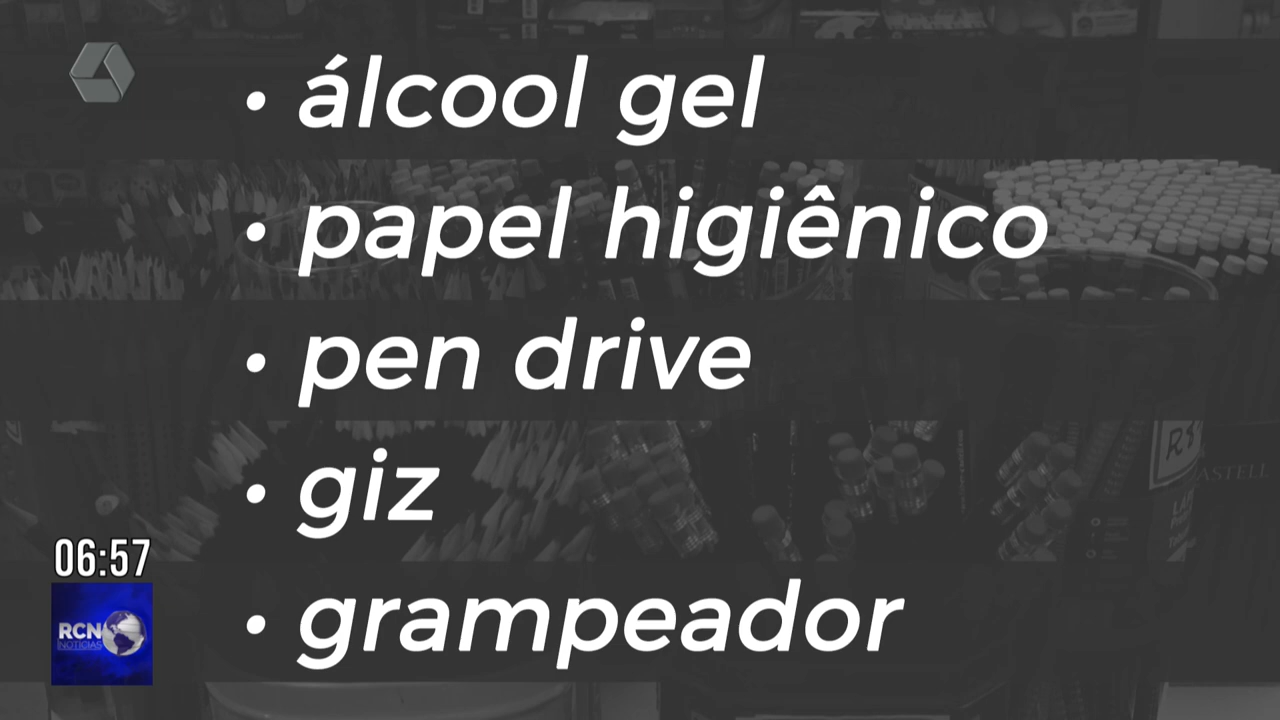 • álcool gel
• papel higiênico
• pen drive
• giz
• grampeador
06:57
RCN
NOTÍCIAS